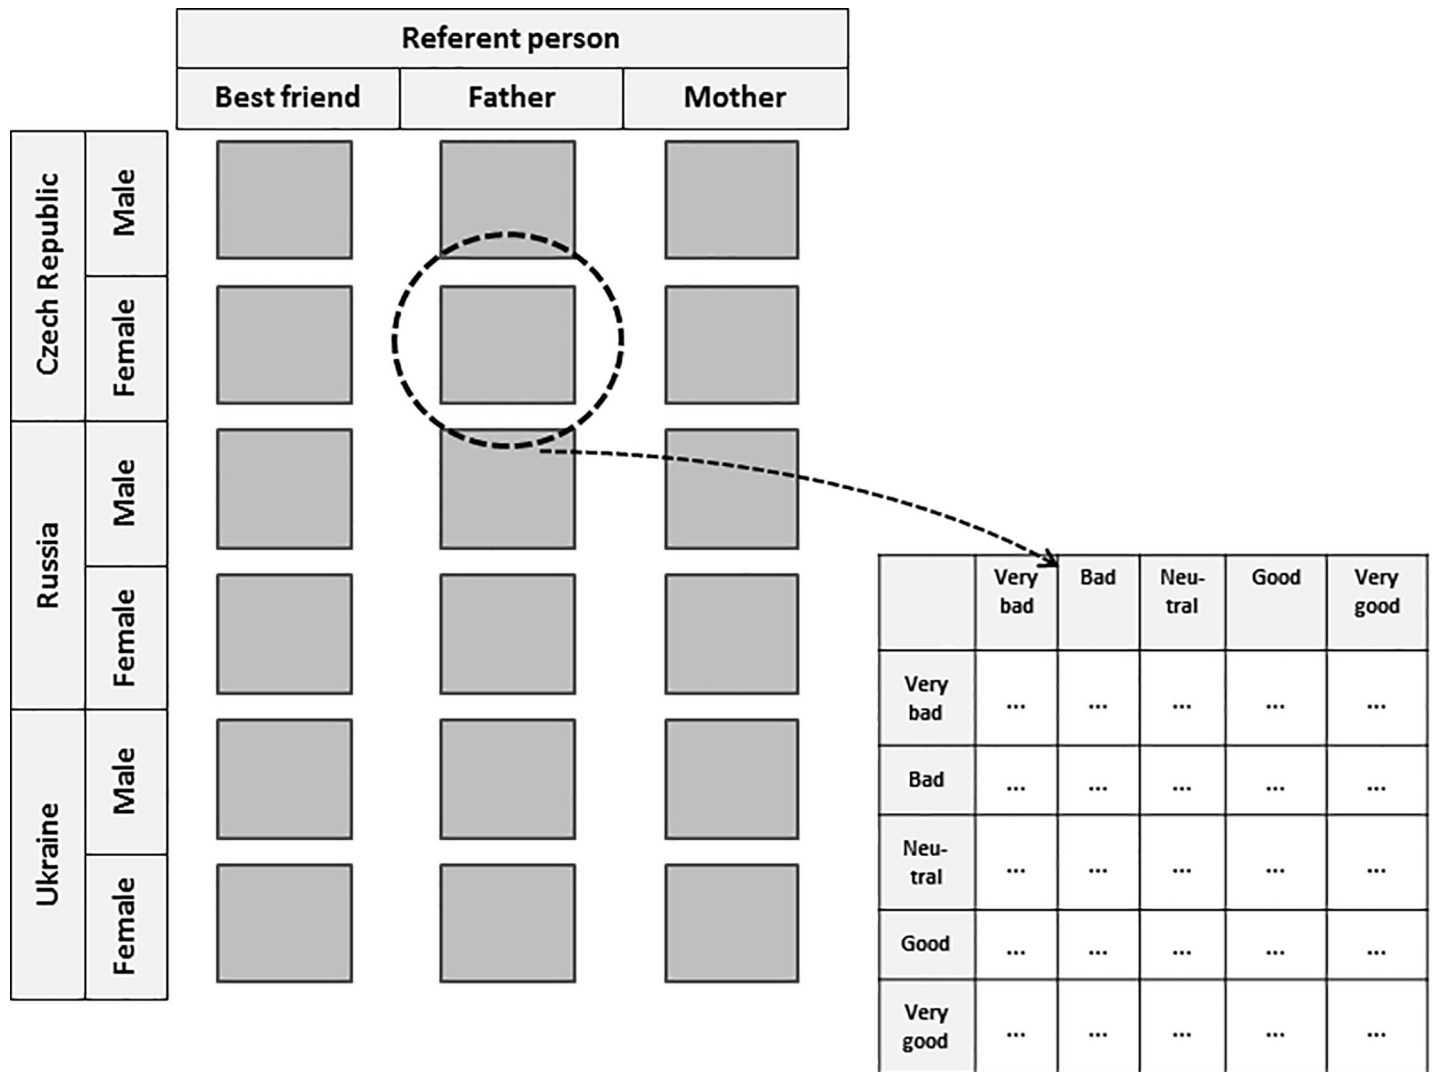 Referent person
Best friend Father Mother
Czech Republic
Male
Female
Russia
Male
Female
Ukraine
Male
Female
Very bad Bad Neu- tral Good Very good
Very bad ... ... ... ... ...
Bad ... ... ... ... ...
Neu- tral ... ... ... ... ...
Good ... ... ... ... ...
Very good ... ... ... ... ...